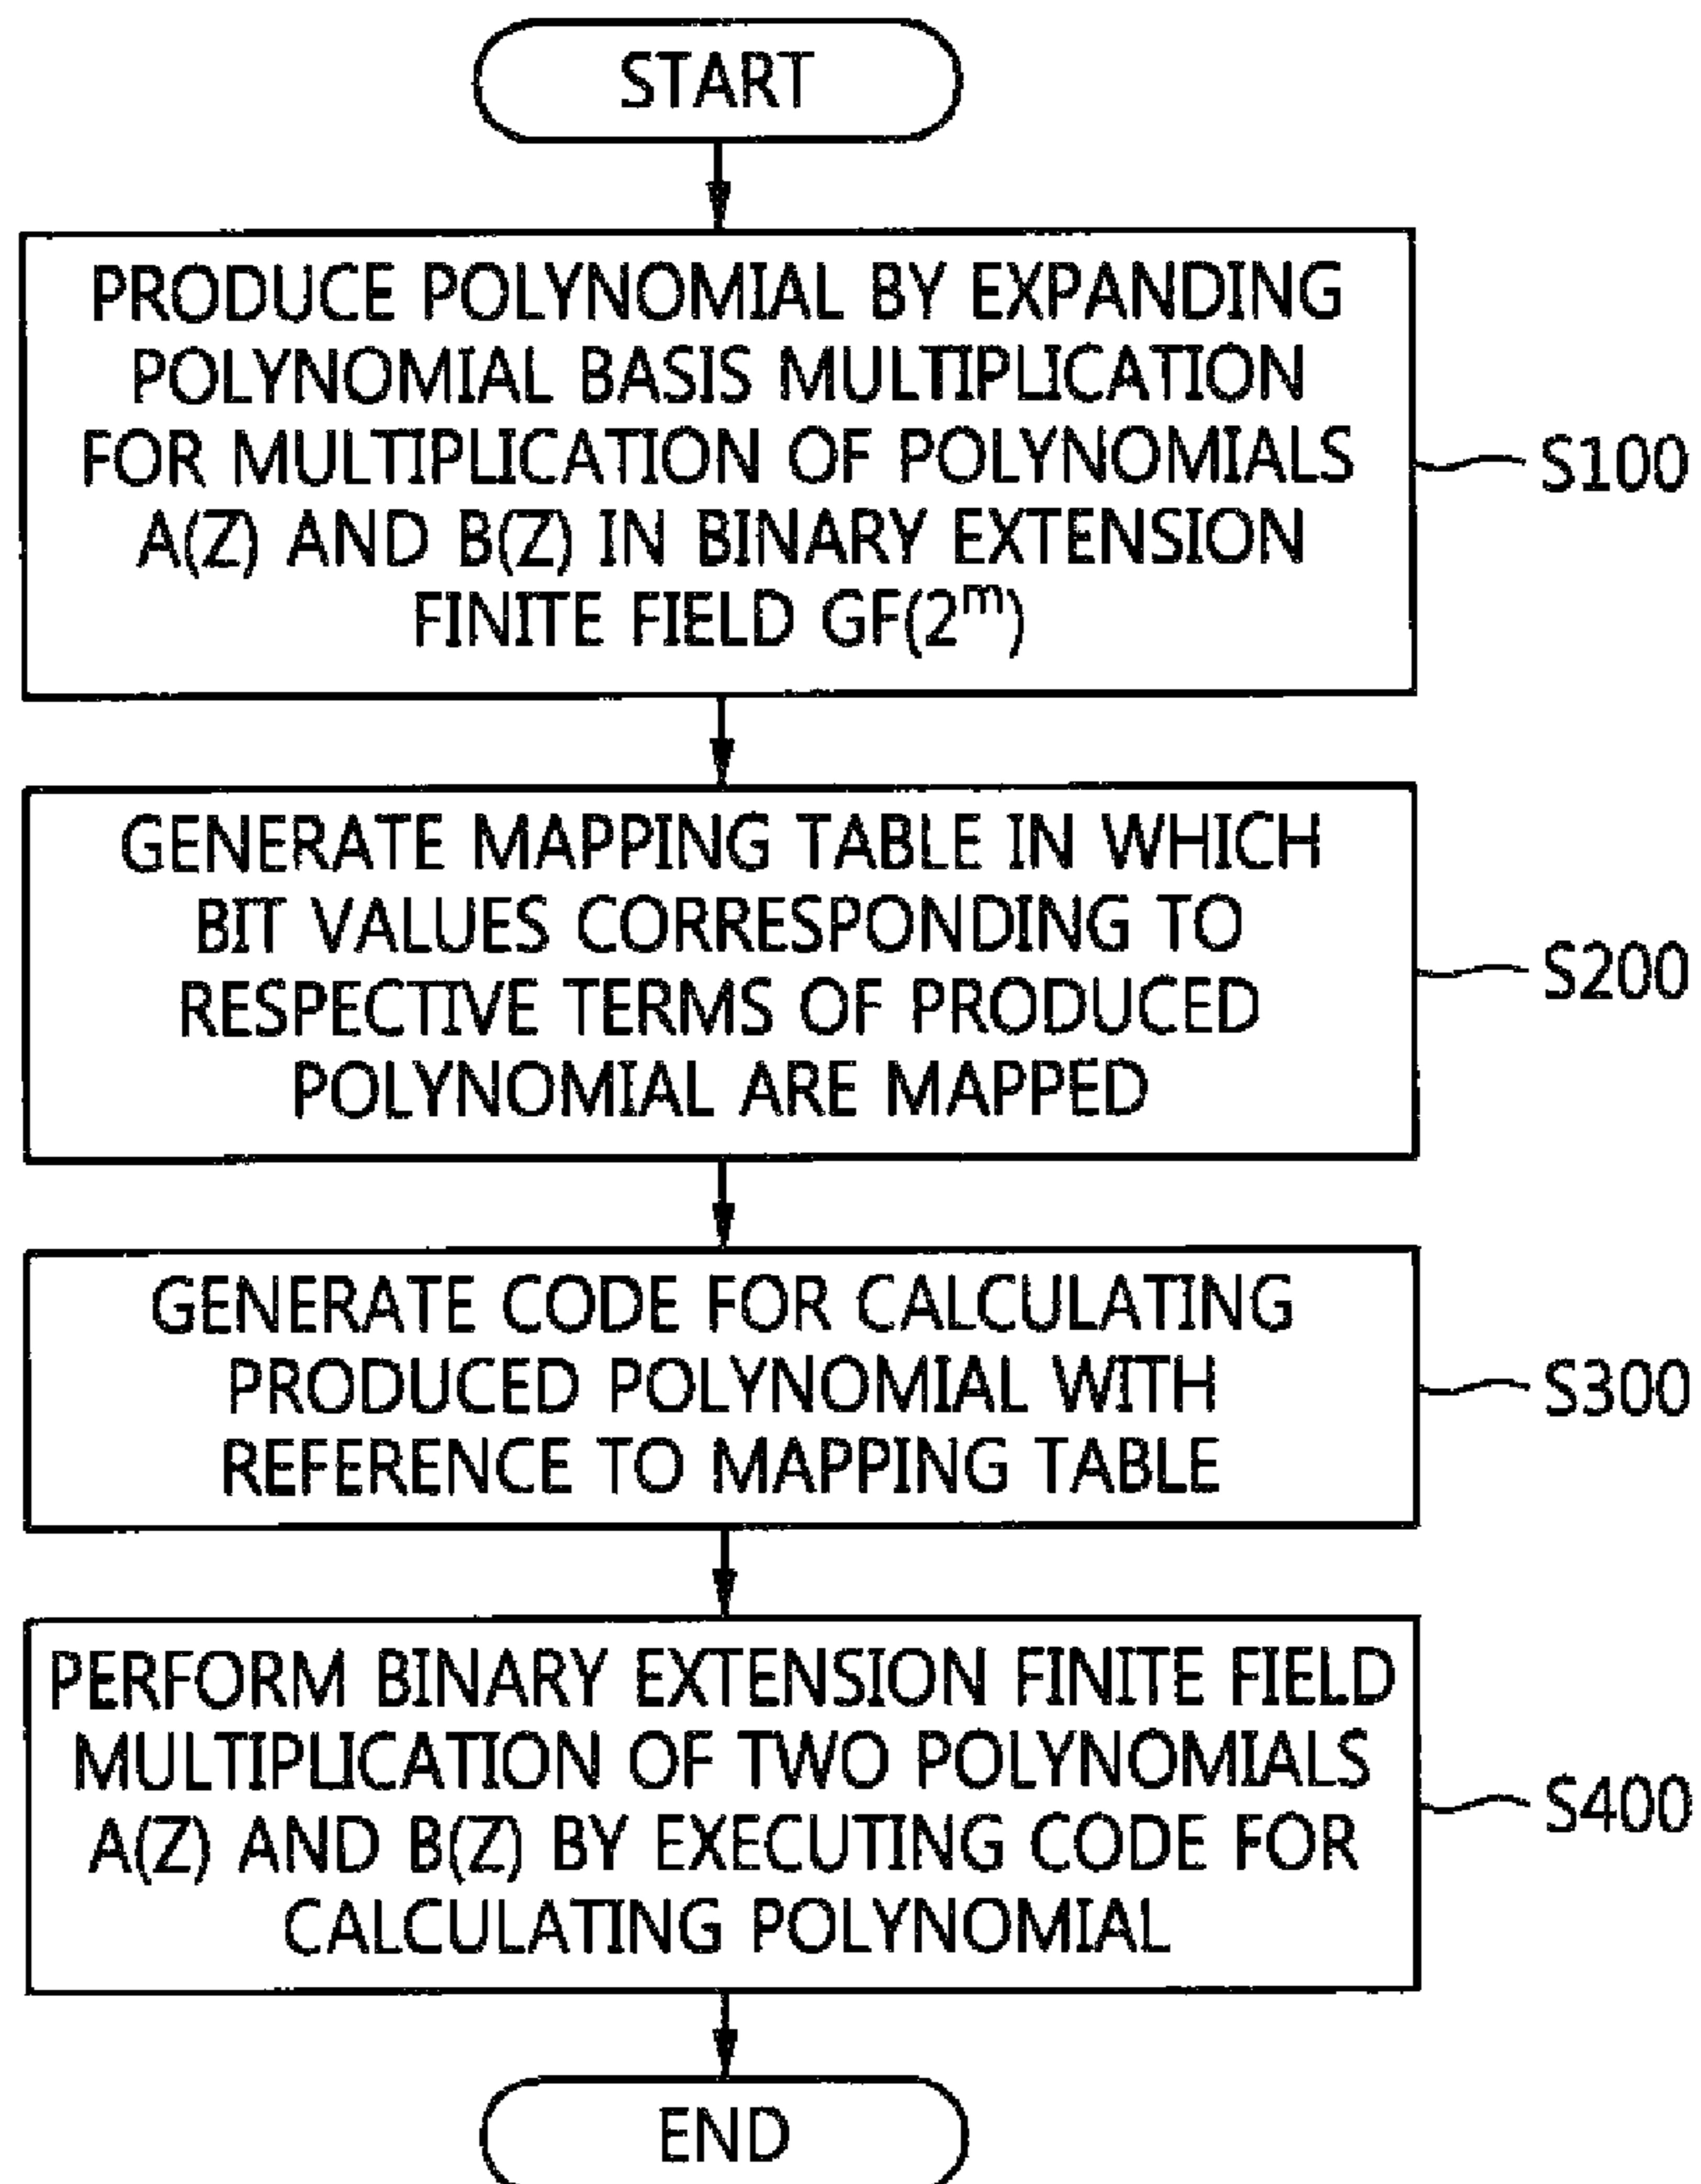 START
PRODUCE POLYNOMIAL BY EXPANDING
POLYNOMIAL BASIS MULTIPLICATION
FOR MULTIPLICATION OF POLYNOMIALS
A(Z) AND B(Z) IN BINARY EXTENSION
FINITE FIELD GF(2ᵐ)
S100
GENERATE MAPPING TABLE IN WHICH
BIT VALUES CORRESPONDING TO
RESPECTIVE TERMS OF PRODUCED
POLYNOMIAL ARE MAPPED
S200
GENERATE CODE FOR CALCULATING
PRODUCED POLYNOMIAL WITH
REFERENCE TO MAPPING TABLE
S300
PERFORM BINARY EXTENSION FINITE FIELD
MULTIPLICATION OF TWO POLYNOMIALS
A(Z) AND B(Z) BY EXECUTING CODE FOR
CALCULATING POLYNOMIAL
S400
END